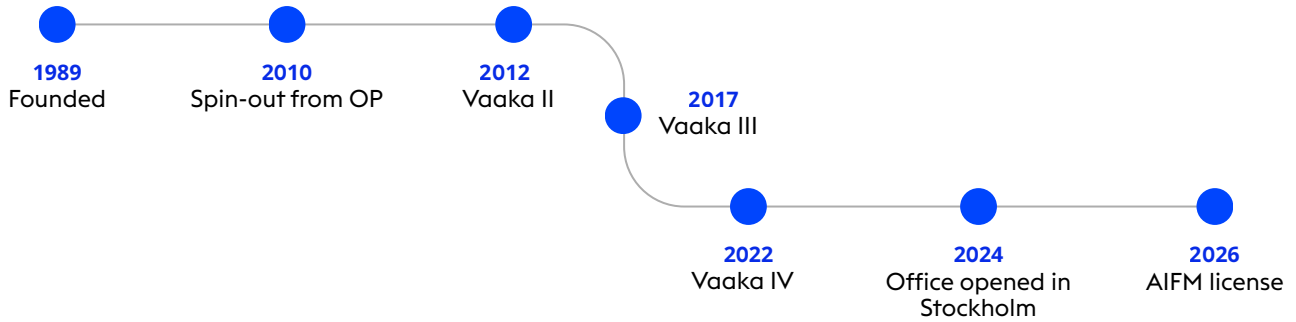 1989
Founded
2010
Spin-out from OP
2012
Vaaka II
2017
Vaaka III
2022
Vaaka IV
2024
Office opened in
Stockholm
2026
AIFM license